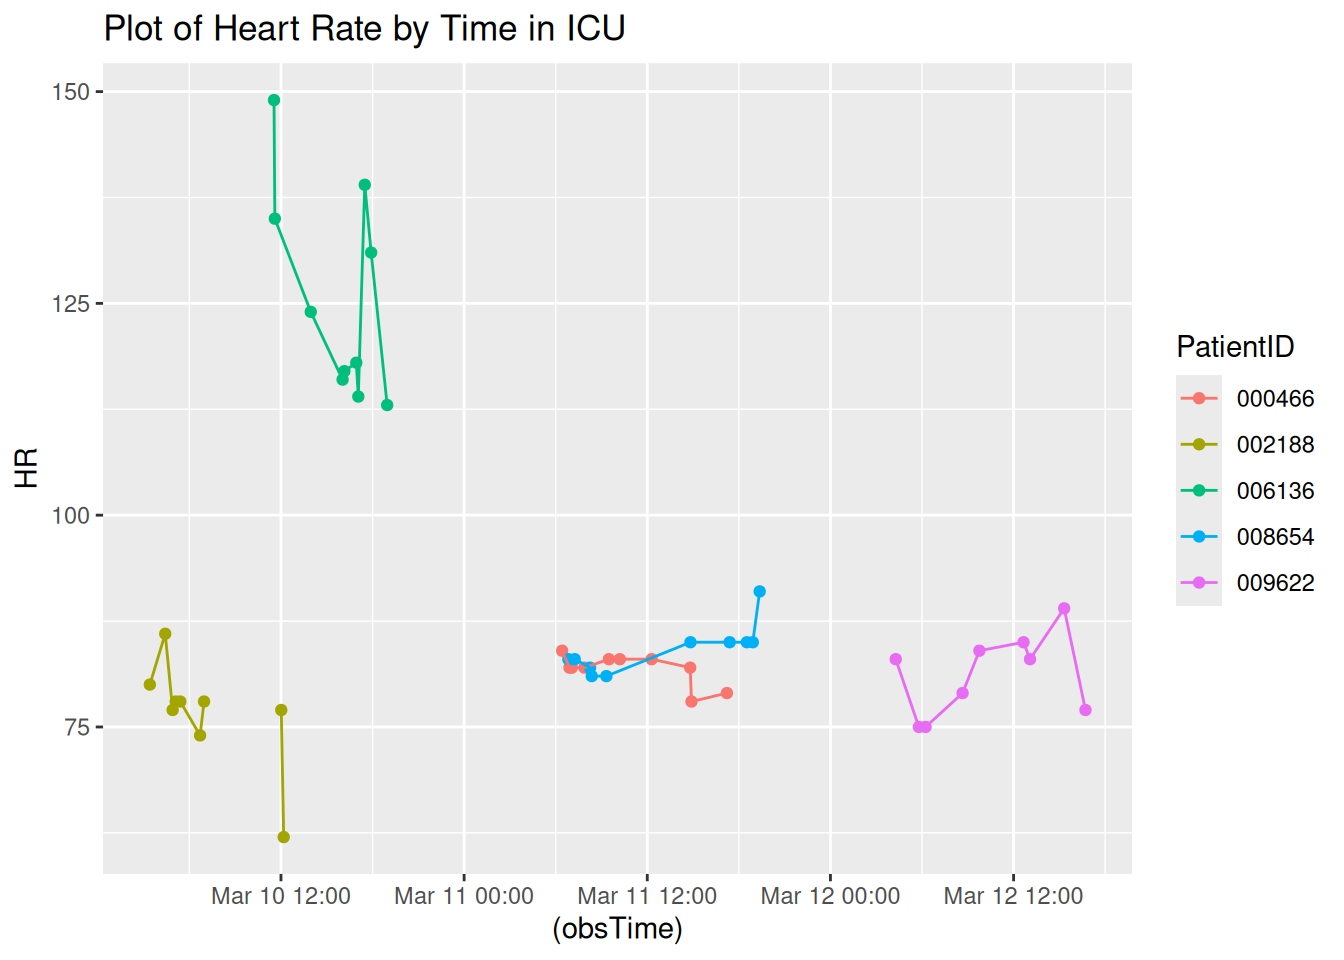 Plot of Heart Rate by Time in ICU
150
125
100
75
HR
Mar 10 12:00 Mar 11 00:00 Mar 11 12:00 Mar 12 00:00 Mar 12 12:00
(obsTime)
PatientID
000466
002188
006136
008654
009622